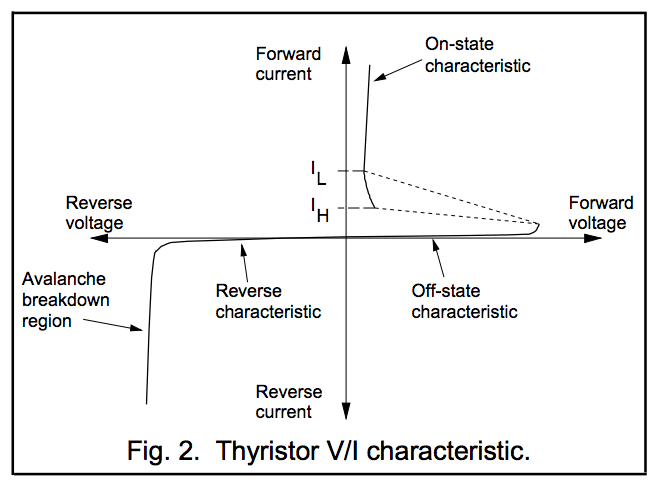 Forward
current
On-state
characteristic
I_L
Reverse
voltage
I_H
Forward
voltage
Avalanche
breakdown
region
Reverse
characteristic
Off-state
characteristic
Reverse
current
Fig. 2. Thyristor V/I characteristic.